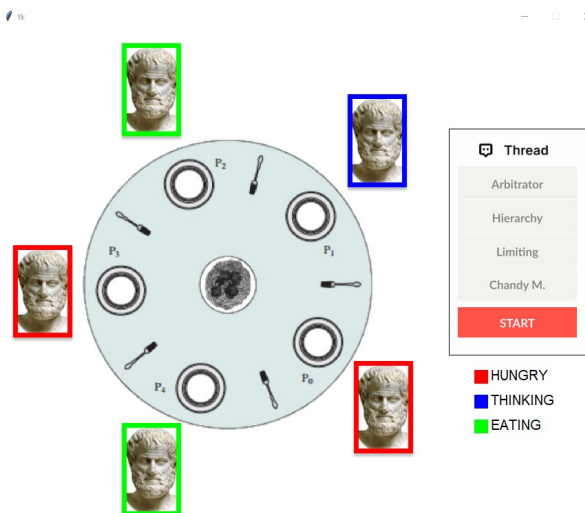 tk
Thread
Arbitrator
Hierarchy
Limiting
Chandy M.
START
HUNGRY
THINKING
EATING
P2
P1
P3
P4
P0